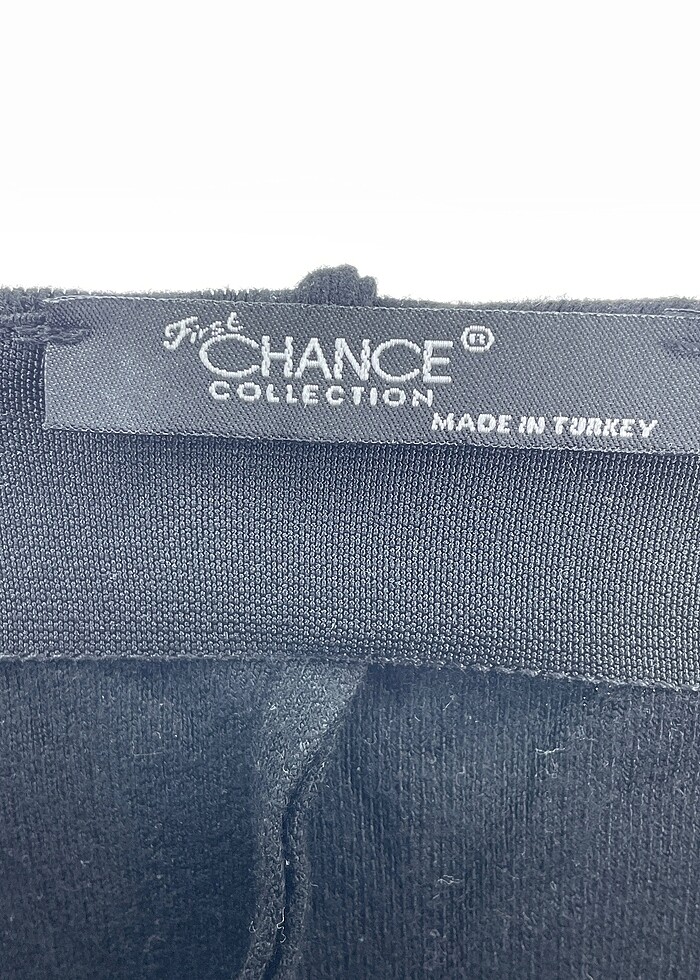 First
CHANCE ®
COLLECTION
MADE IN TURKEY